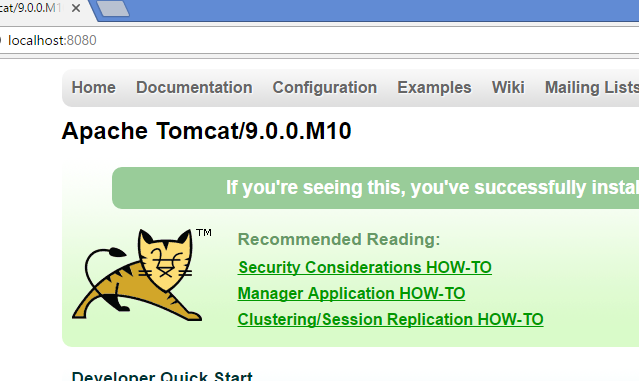 cat/9.0.0.M1
localhost:8080
Home Documentation Configuration Examples Wiki Mailing Lists
Apache Tomcat/9.0.0.M10
If you're seeing this, you've successfully instal
TM
Recommended Reading:
Security Considerations HOW-TO
Manager Application HOW-TO
Clustering/Session Replication HOW-TO
Developer Quick Start